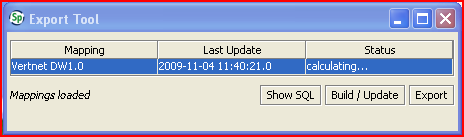 Sp Export Tool
Mapping Last Update Status
Vertnet DW1.0 2009-11-04 11:40:21.0 calculating...
Mappings loaded Show SQL Build / Update Export